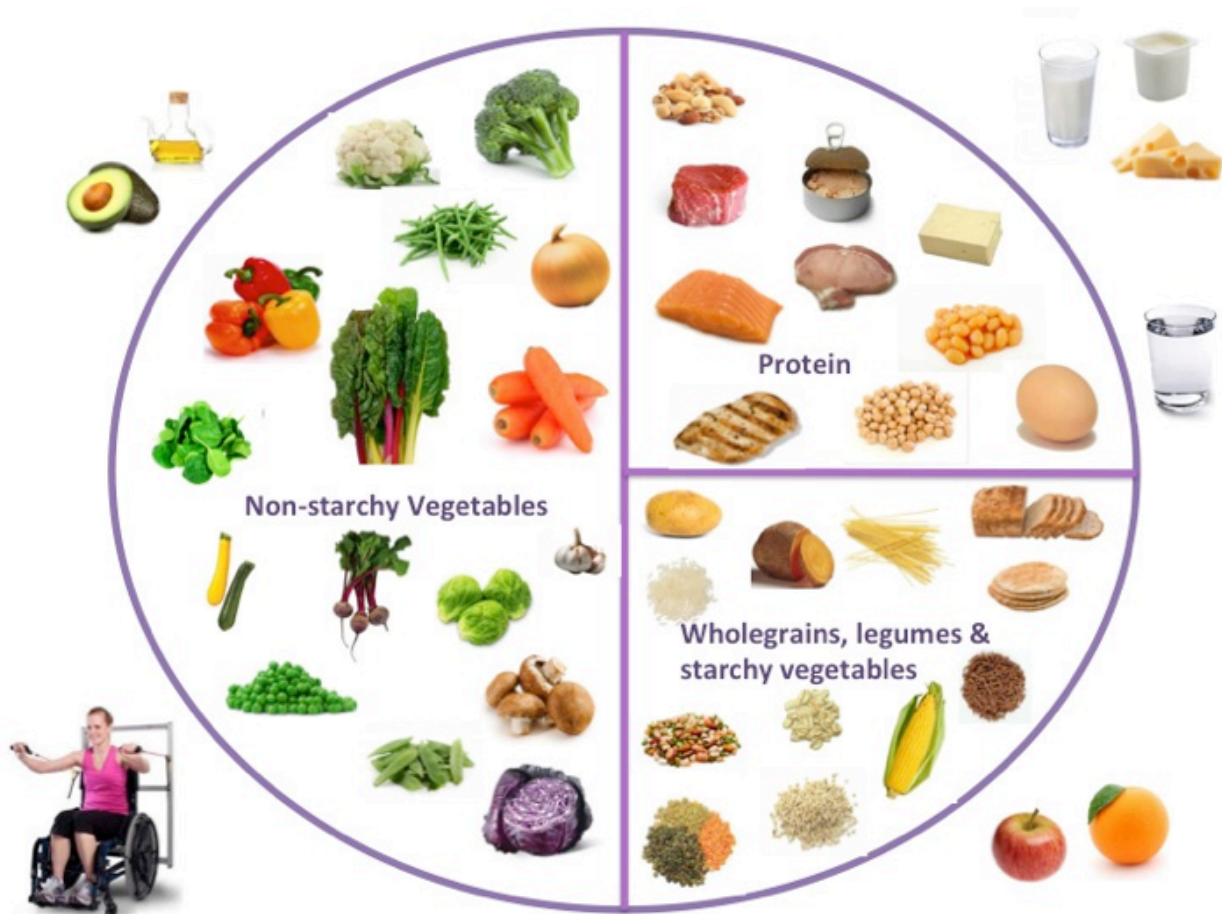 Protein
Non-starchy Vegetables
Wholegrains, legumes &
starchy vegetables